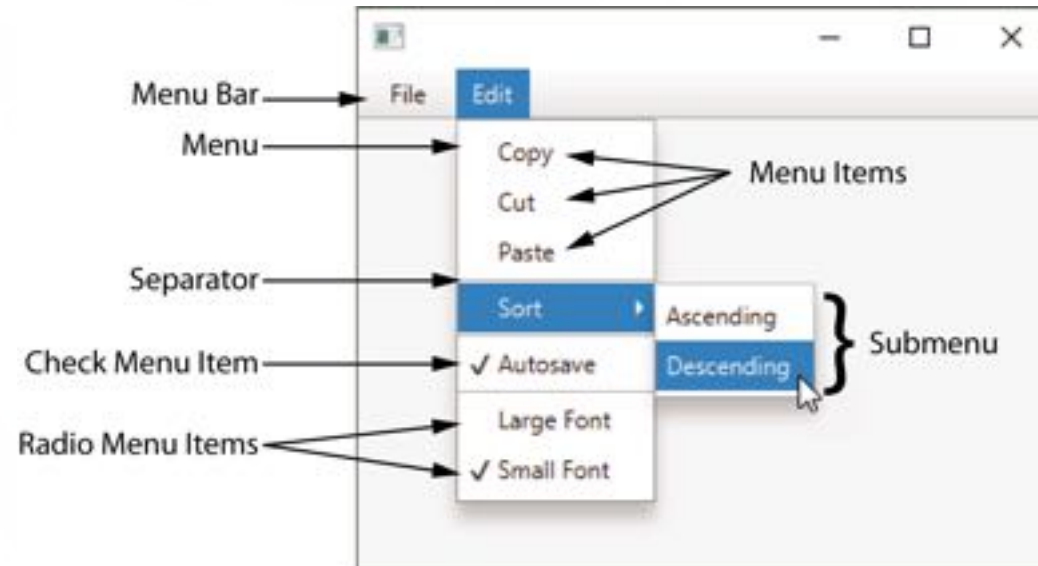 Menu Bar
File
Edit
Menu
Copy
Menu Items
Cut
Paste
Separator
Sort
Ascending
Submenu
Check Menu Item
Autosave
Descending
Large Font
Radio Menu Items
Small Font